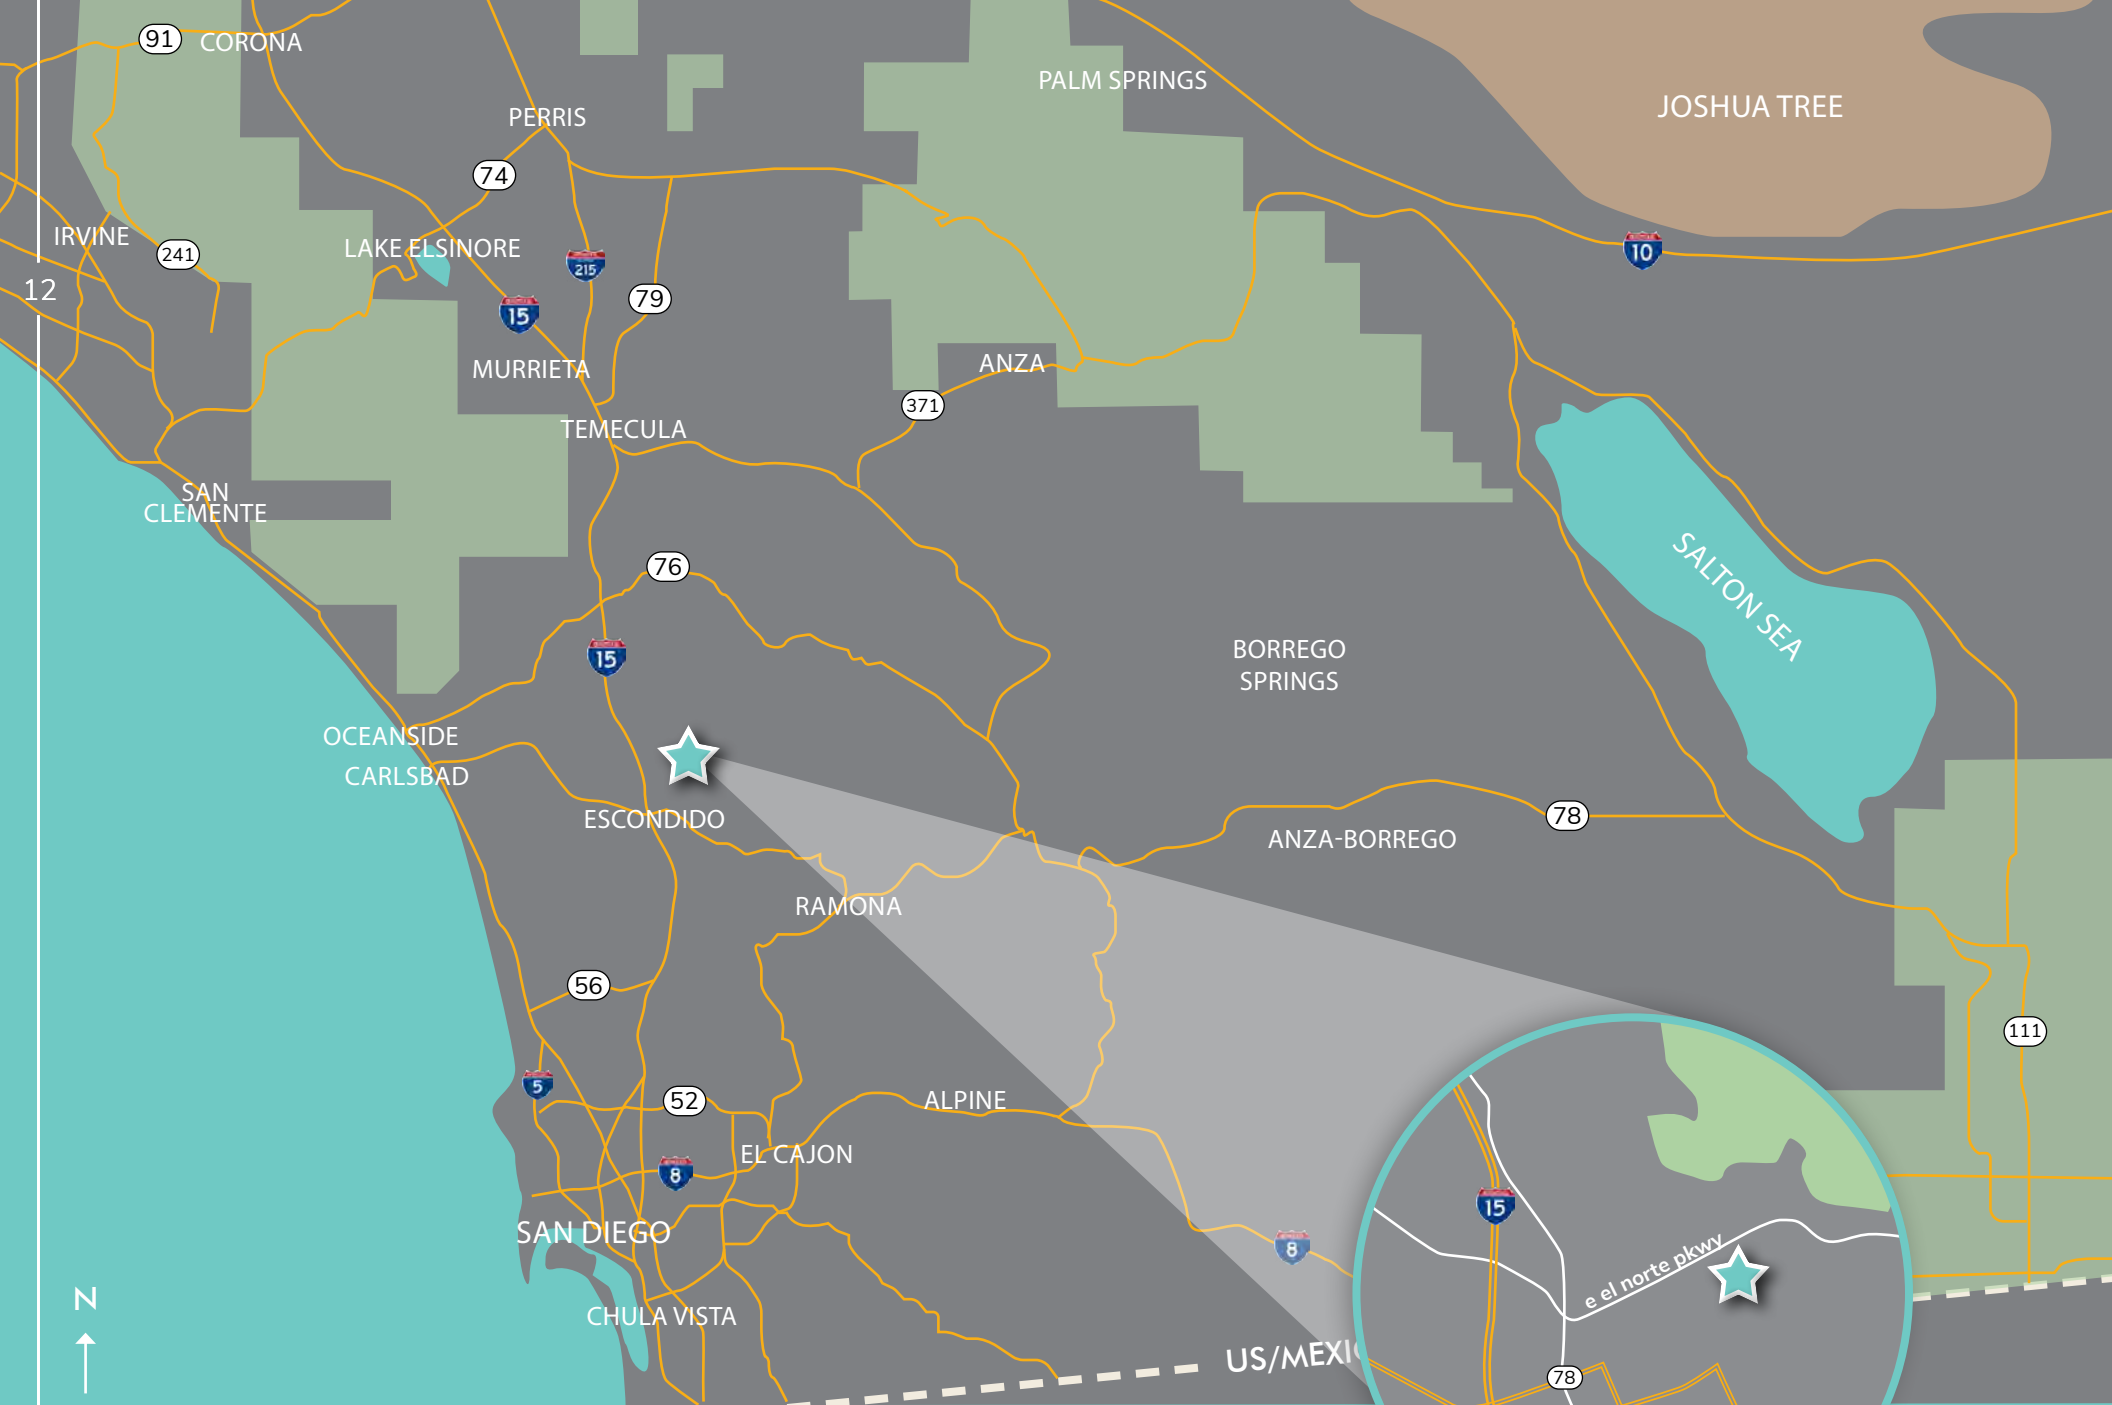 91
CORONA
PALM SPRINGS
JOSHUA TREE
PERRIS
74
IRVINE
241
LAKE ELSINORE
215
10
12
15
79
MURRIETA
ANZA
371
TEMECULA
SAN
CLEMENTE
76
SALTON SEA
15
BORREGO
SPRINGS
OCEANSIDE
CARLSBAD
ESCONDIDO
78
ANZA-BORREGO
RAMONA
56
111
5
52
ALPINE
EL CAJON
8
15
SAN DIEGO
8
e el norte pkwy
N
CHULA VISTA
US/MEXIC
78